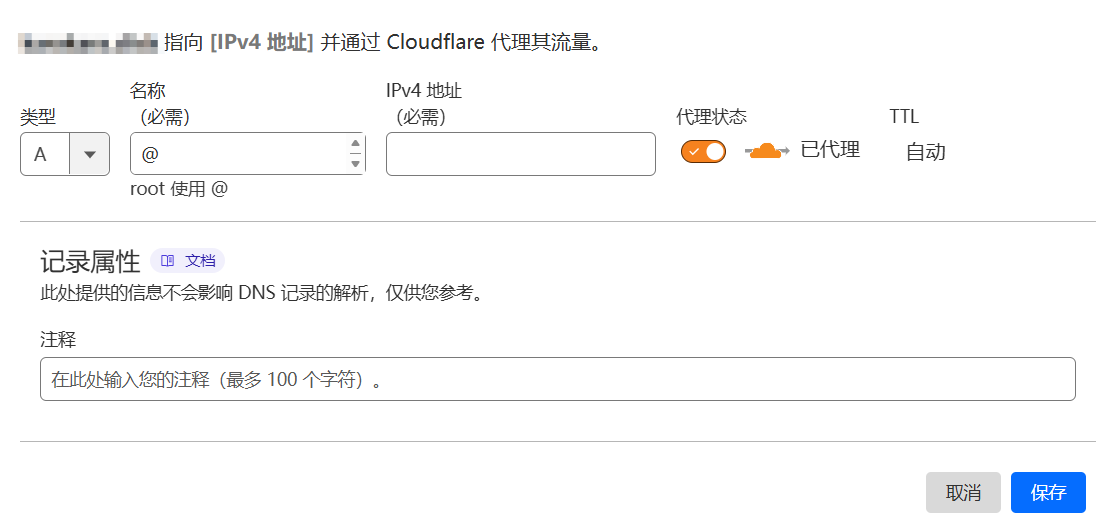 指向 [IPv4 地址] 并通过 Cloudflare 代理其流量。
类型
名称
（必需）
IPv4 地址
（必需）
代理状态
TTL
A
@
已代理
自动
root 使用 @
记录属性
文档
此处提供的信息不会影响 DNS 记录的解析，仅供您参考。
注释
在此处输入您的注释（最多 100 个字符）。
取消
保存